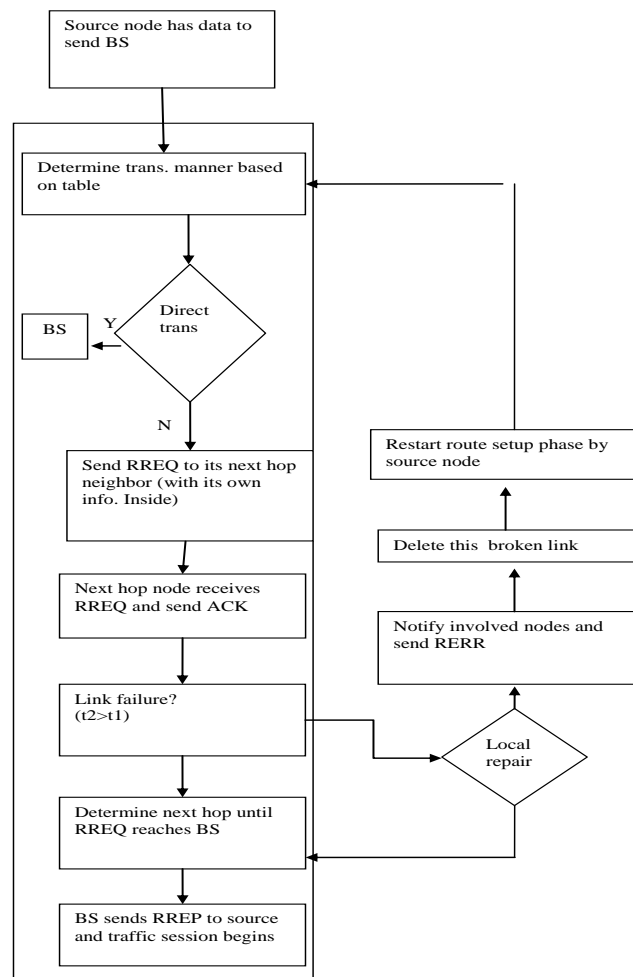 Source node has data to
send BS
Determine trans. manner based
on table
Direct
trans
Y
BS
N
Send RREQ to its next hop
neighbor (with its own
info. Inside)
Next hop node receives
RREQ and send ACK
Link failure?
(t2>t1)
Determine next hop until
RREQ reaches BS
BS sends RREP to source
and traffic session begins
Restart route setup phase by
source node
Delete this broken link
Notify involved nodes and
send RERR
Local
repair